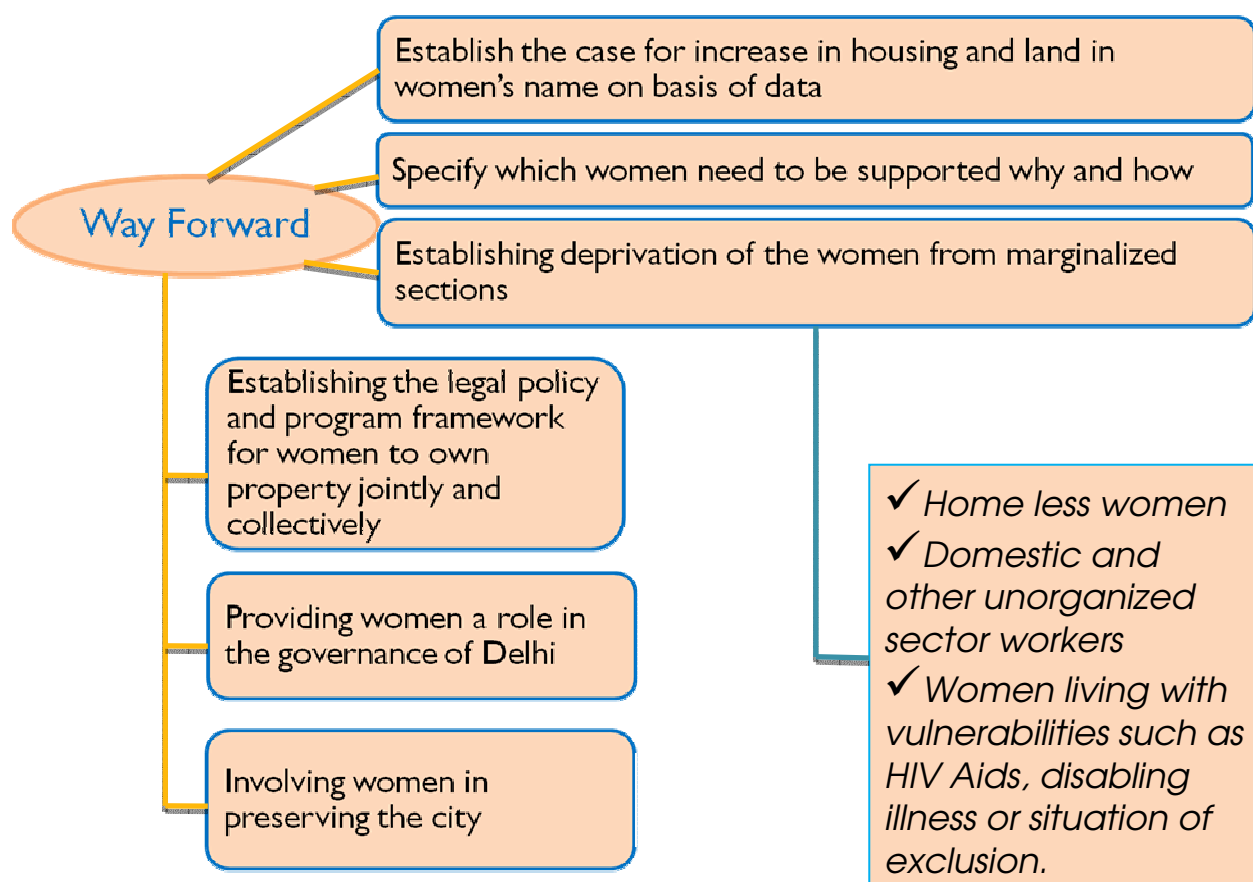 Establish the case for increase in housing and land in
women's name on basis of data
Specify which women need to be supported why and how
Way Forward
Establishing deprivation of the women from marginalized
sections
Establishing the legal policy
and program framework
for women to own
property jointly and
collectively
Providing women a role in
the governance of Delhi
Involving women in
preserving the city
✓Home less women
✓Domestic and
other unorganized
sector workers
✓Women living with
vulnerabilities such as
HIV Aids, disabling
illness or situation of
exclusion.